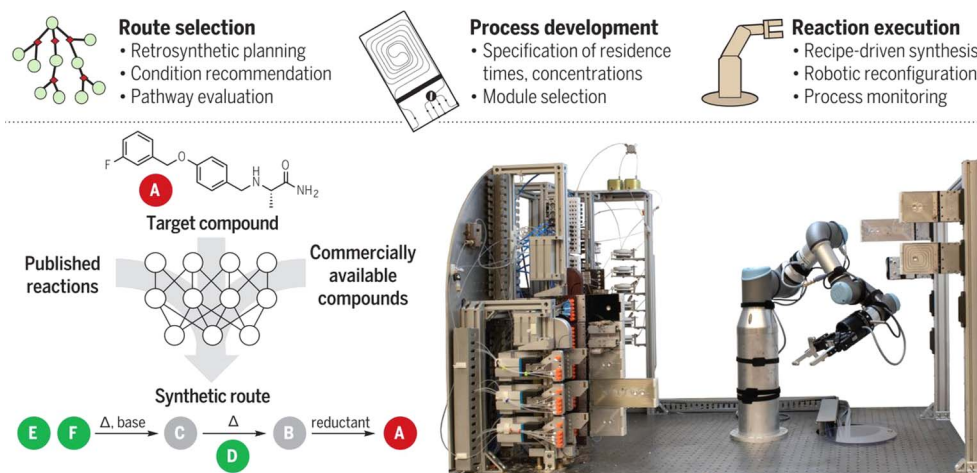 Route selection
• Retrosynthetic planning
• Condition recommendation
• Pathway evaluation
Process development
• Specification of residence
times, concentrations
• Module selection
Reaction execution
• Recipe-driven synthesis
• Robotic reconfiguration
• Process monitoring
F
O
H
N
O
NH₂
A
Target compound
Published
reactions
Commercially
available
compounds
Synthetic route
E F Δ, base C Δ B reductant A
D